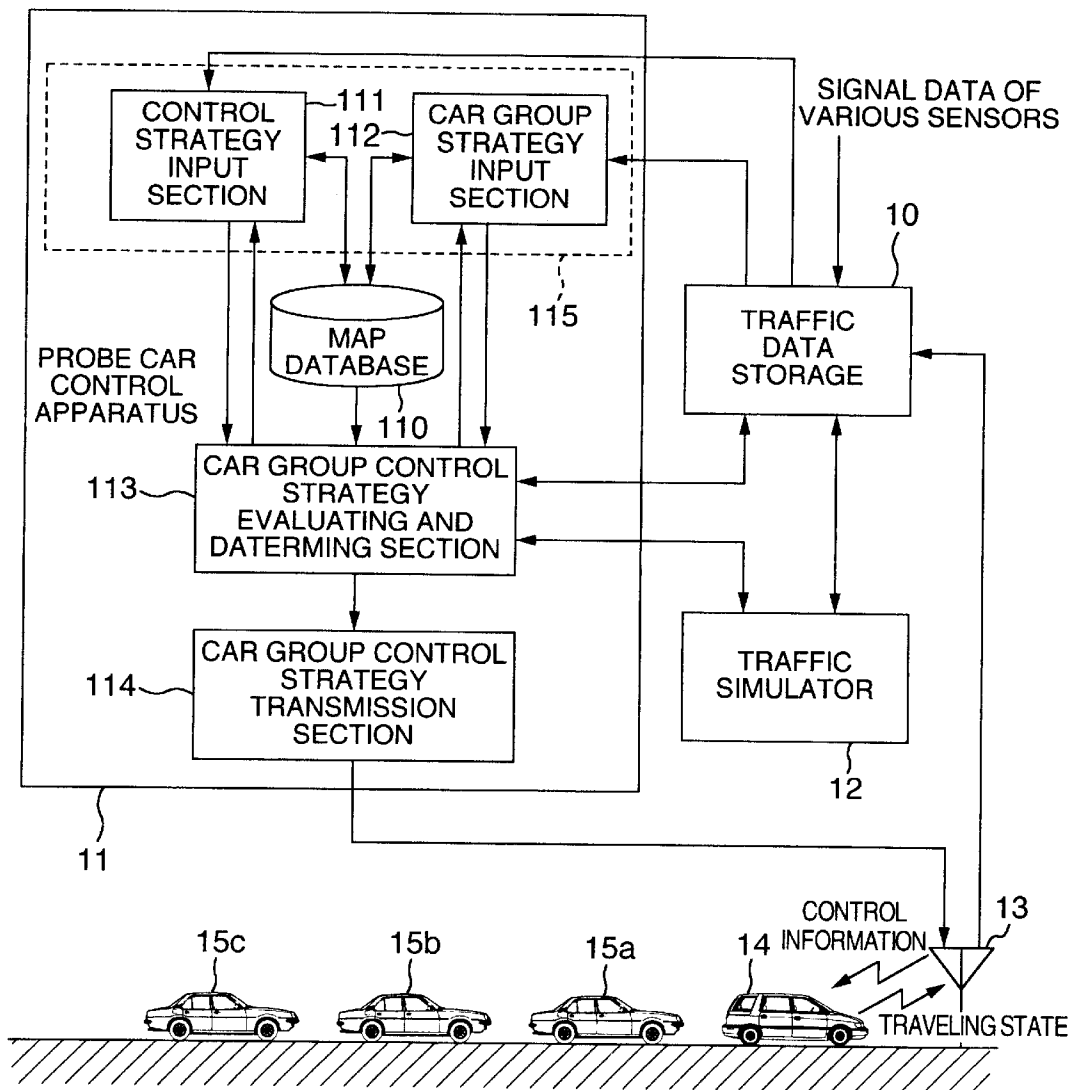 CONTROL
STRATEGY
INPUT
SECTION
111
112
CAR GROUP
STRATEGY
INPUT
SECTION
SIGNAL DATA OF
VARIOUS SENSORS
10
115
TRAFFIC
DATA
STORAGE
MAP
DATABASE
110
PROBE CAR
CONTROL
APPARATUS
113
CAR GROUP CONTROL
STRATEGY
EVALUATING AND
DATERMING SECTION
114
CAR GROUP CONTROL
STRATEGY
TRANSMISSION
SECTION
TRAFFIC
SIMULATOR
12
11
CONTROL
INFORMATION
13
15c
15b
15a
14
TRAVELING STATE